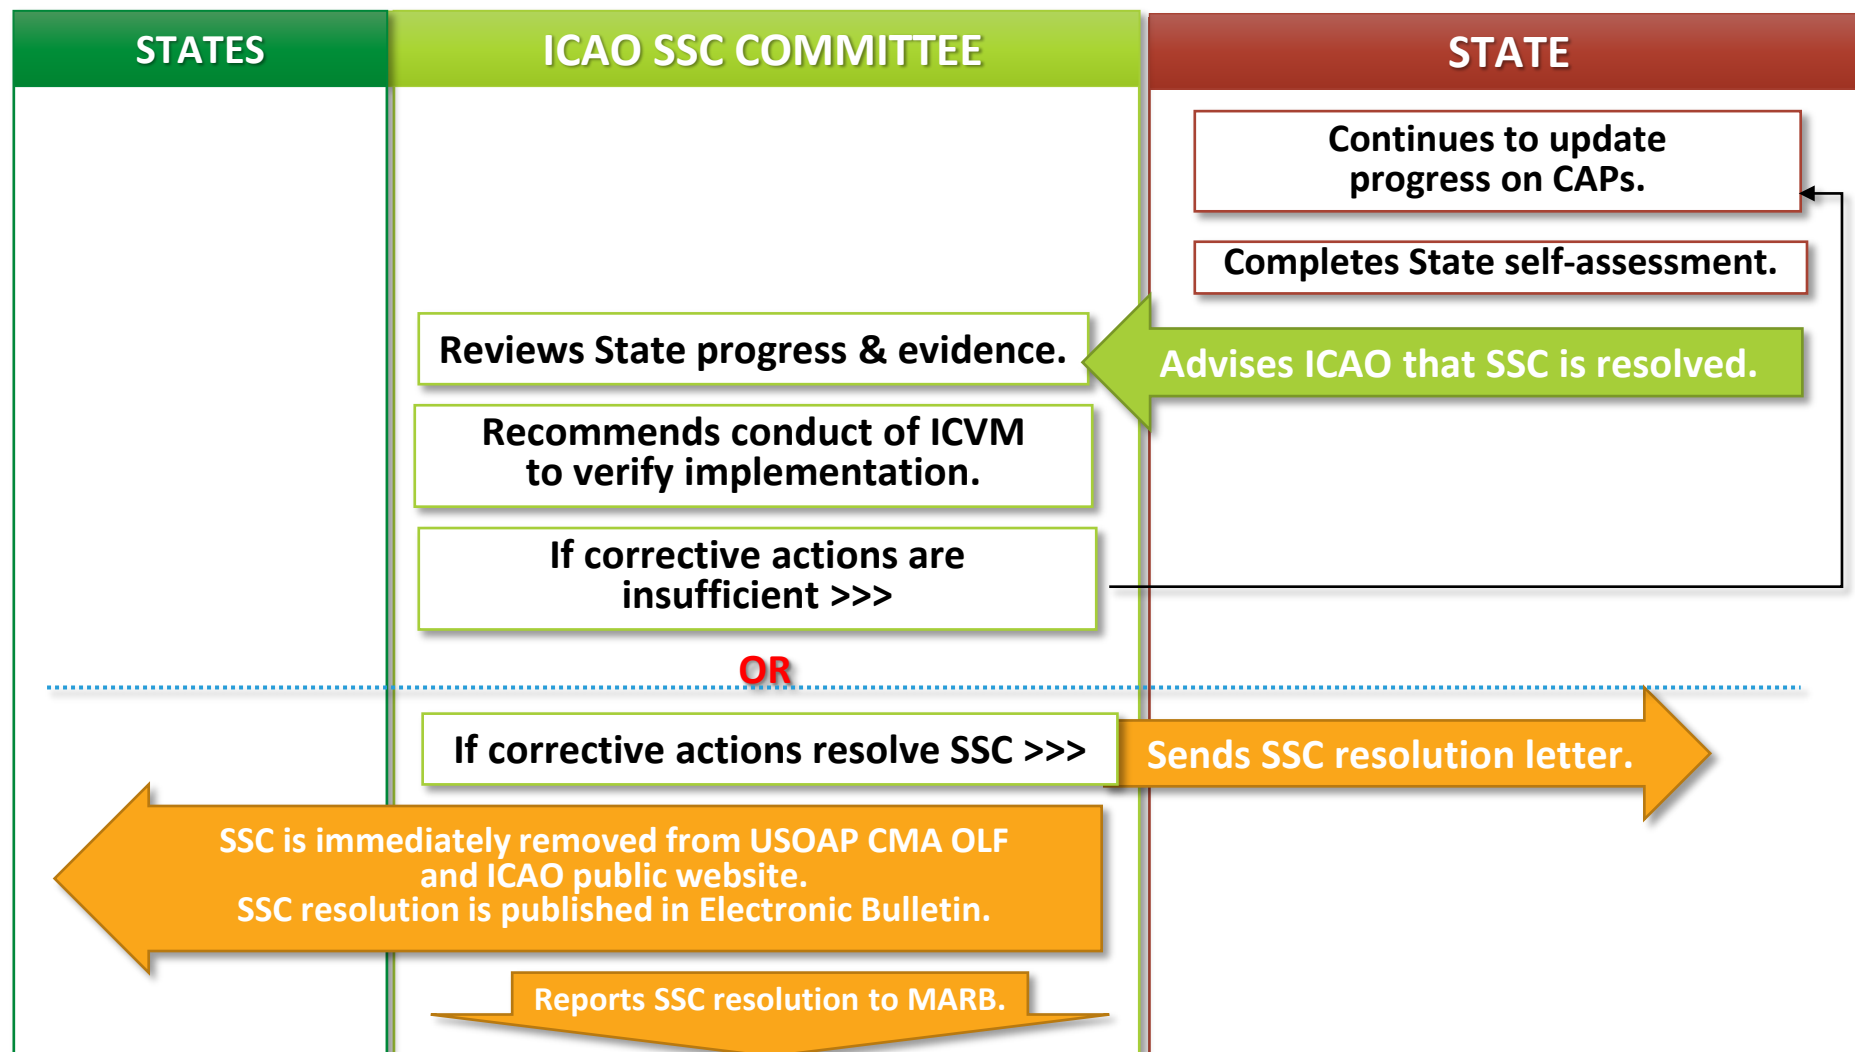 STATES
ICAO SSC COMMITTEE
STATE
Continues to update
progress on CAPs.
Completes State self-assessment.
Reviews State progress & evidence.
Advises ICAO that SSC is resolved.
Recommends conduct of ICVM
to verify implementation.
If corrective actions are
insufficient >>>
OR
If corrective actions resolve SSC >>>
Sends SSC resolution letter.
SSC is immediately removed from USOAP CMA OLF
and ICAO public website.
SSC resolution is published in Electronic Bulletin.
Reports SSC resolution to MARB.